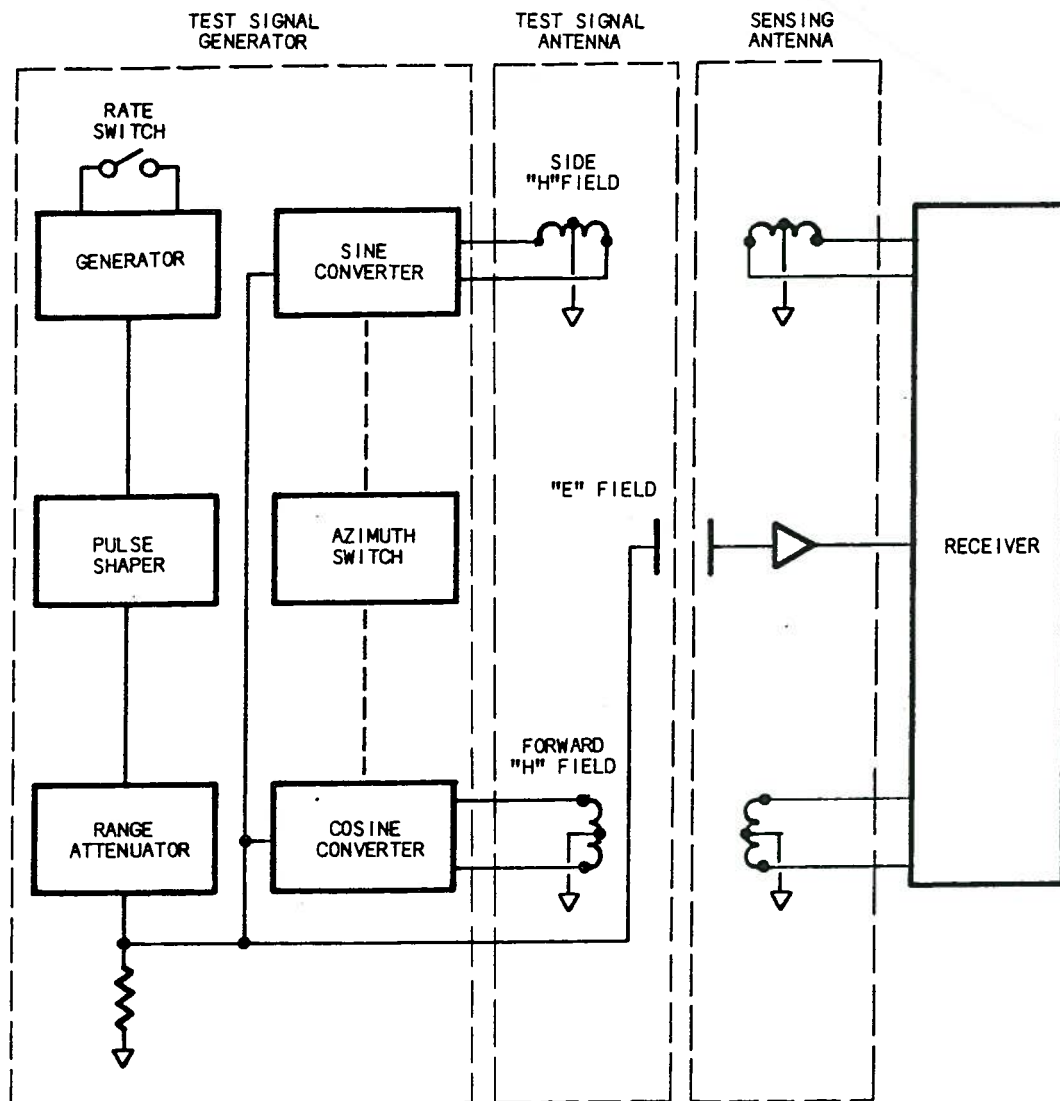 TEST SIGNAL
GENERATOR
TEST SIGNAL
ANTENNA
SENSING
ANTENNA
RATE
SWITCH
SIDE
"H"FIELD
GENERATOR
SINE
CONVERTER
"E" FIELD
PULSE
SHAPER
AZIMUTH
SWITCH
RECEIVER
FORWARD
"H" FIELD
RANGE
ATTENUATOR
COSINE
CONVERTER